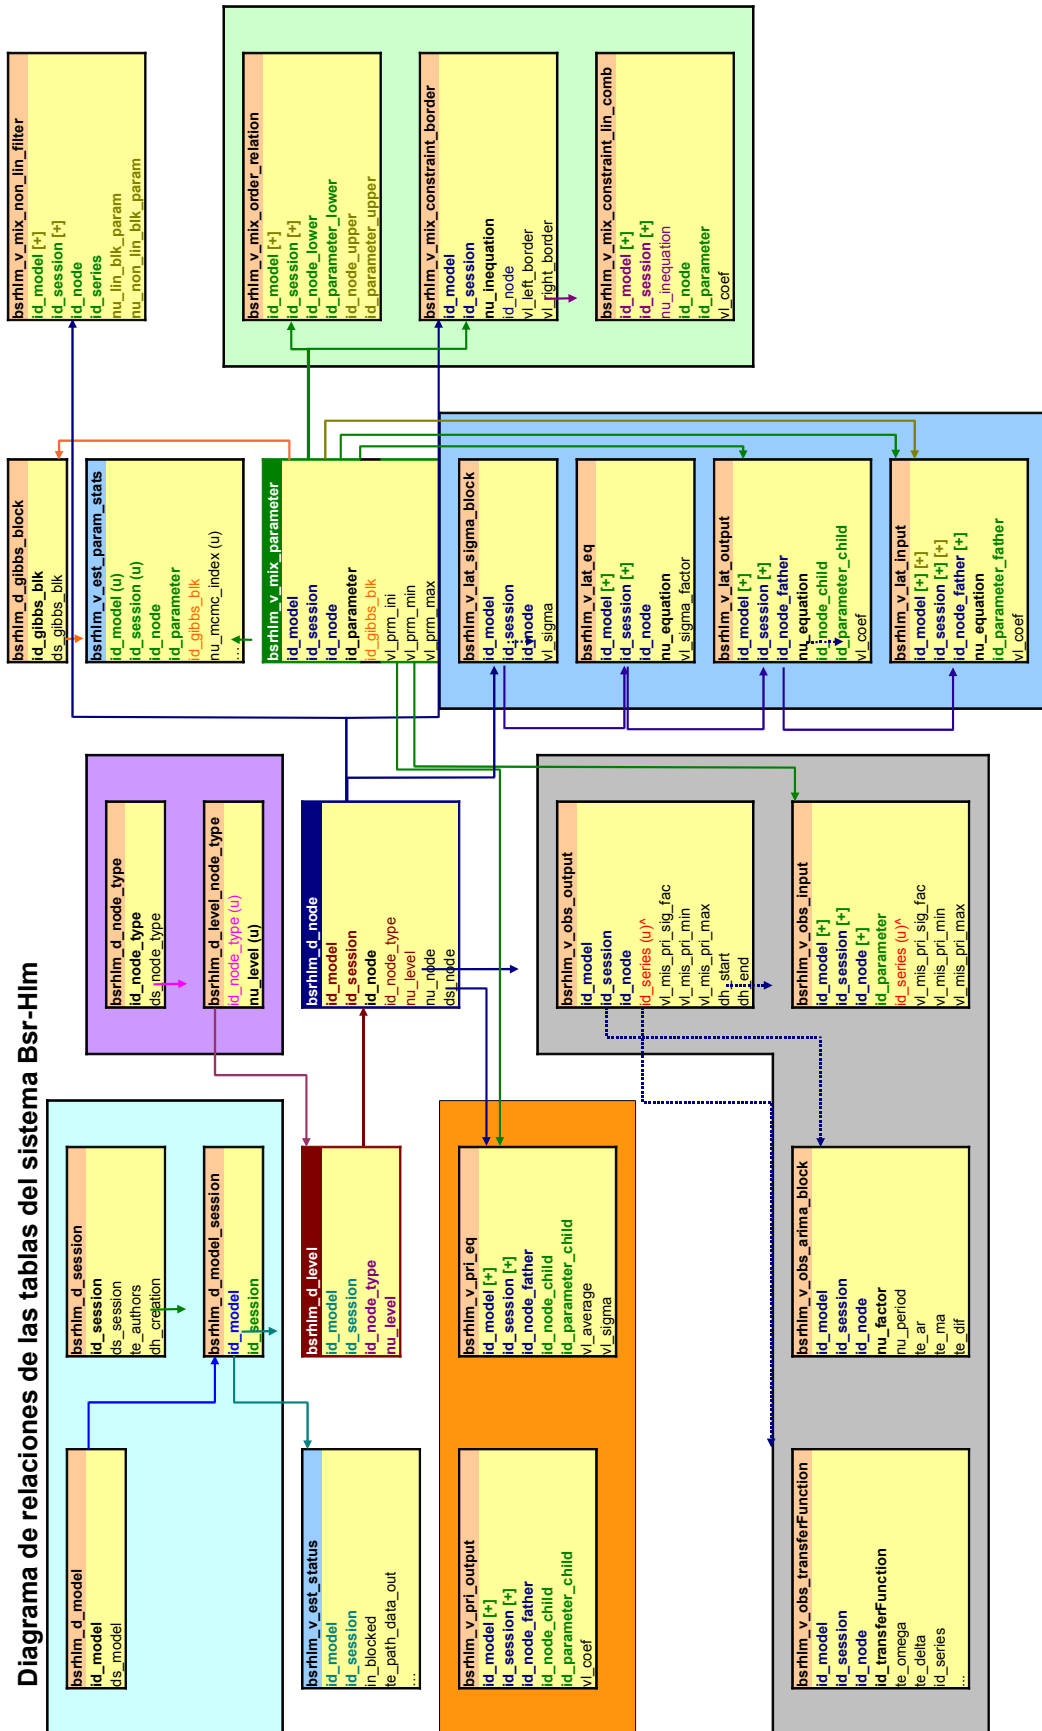 Diagrama de relaciones de las tablas del sistema Bsr-Hlm
bsrhlm_d_model
id_model
ds_model
bsrhlm_d_session
id_session
ds_session
te_authors
dh_creation
bsrhlm_d_model_session
id_model
id_session
bsrhlm_d_node_type
id_node_type
ds_node_type
bsrhlm_d_level_node_type
id_node_type (u)
nu_level (u)
bsrhlm_d_gibbs_block
id_gibbs_blk
ds_gibbs_blk
bsrhlm_v_est_param_stats
id_model (u)
id_session (u)
id_node
id_parameter
id_gibbs_blk
nu_mcmc_index (u)
...
bsrhlm_v_mix_non_lin_filter
id_model [+]
id_session [+]
id_node
id_series
nu_lin_blk_param
nu_non_lin_blk_param
bsrhlm_v_est_status
id_model
id_session
in_blocked
te_path_data_out
...
bsrhlm_d_level
id_model
id_session
id_node_type
nu_level
bsrhlm_d_node
id_model
id_session
id_node
id_node_type
nu_level
nu_node
ds_node
bsrhlm_v_mix_parameter
id_model
id_session
id_node
id_parameter
id_gibbs_blk
v_prm_ini
v_prm_min
vl_prm_max
bsrhlm_v_mix_order_relation
id_model [+]
id_session [+]
id_node_lower
id_parameter_lower
id_node_upper
id_parameter_upper
bsrhlm_v_mix_constraint_border
id_model
id_session
nu_inequation
id_node
vl_left_border
vl_right_border
bsrhlm_v_mix_constraint_lin_comb
id_model [+]
id_session [+]
nu_inequation
id_node
id_parameter
vl_coef
bsrhlm_v_pri_output
id_model [+]
id_session [+]
id_node_father
id_node_child
id_parameter_child
vl_coef
bsrhlm_v_pri_eq
id_model [+]
id_session [+]
id_node_father
id_node_child
id_parameter_child
vl_average
vl_sigma
bsrhlm_v_lat_sigma_block
id_model
id_session
id_node
vl_sigma
bsrhlm_v_lat_eq
id_model [+]
id_session [+]
id_node
nu_equation
vl_sigma_factor
bsrhlm_v_lat_output
id_model [+]
id_session [+]
id_node_father
nu_equation
id_node_child
id_parameter_child
vl_coef
bsrhlm_v_lat_input
id_model [+] [+]
id_session [+] [+]
id_node_father [+]
nu_equation
id_parameter_father
vl_coef
bsrhlm_v_obs_output
id_model
id_session
id_node
id_series (u)^
vl_mis_pri_sig_fac
v_mis_pri_min
v_mis_pri_max
dh_start
dh_end
bsrhlm_v_obs_transferFunction
id_model
id_session
id_node
id_transferFunction
te_omega
te_delta
id_series
...
bsrhlm_v_obs_arima_block
id_model
id_session
id_node
nu_factor
nu_period
te_ar
te_ma
te_dif
bsrhlm_v_obs_input
id_model [+]
id_session [+]
id_node [+]
id_parameter
id_series (u)^
vl_mis_pri_sig_fac
vl_mis_pri_min
vl_mis_pri_max